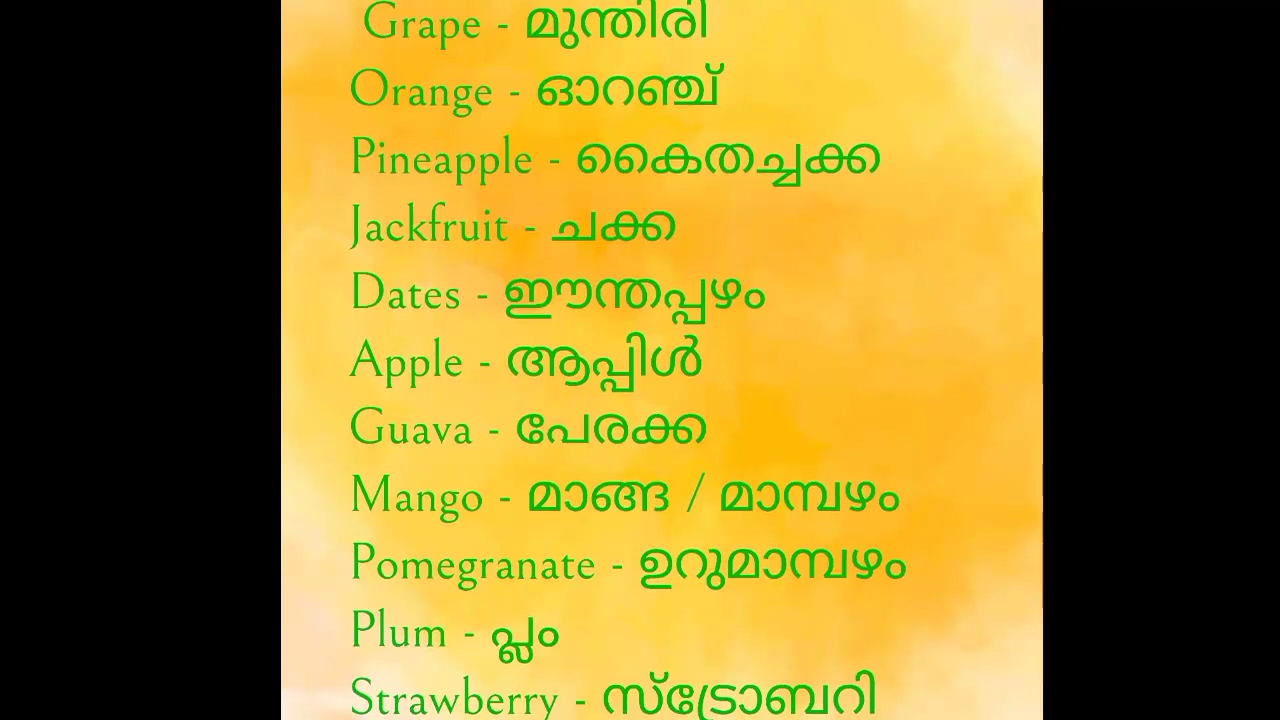 Grape - മുന്തിരി
Orange - ഓറഞ്ച്
Pineapple - കൈതച്ചക്ക
Jackfruit - ചക്ക
Dates - ഈന്തപ്പഴം
Apple - ആപ്പിൾ
Guava - പേരക്ക
Mango - മാങ്ങ / മാമ്പഴം
Pomegranate - ഉറുമാമ്പഴം
Plum - പ്ലം
Strawberry - സ്ട്രോബറി